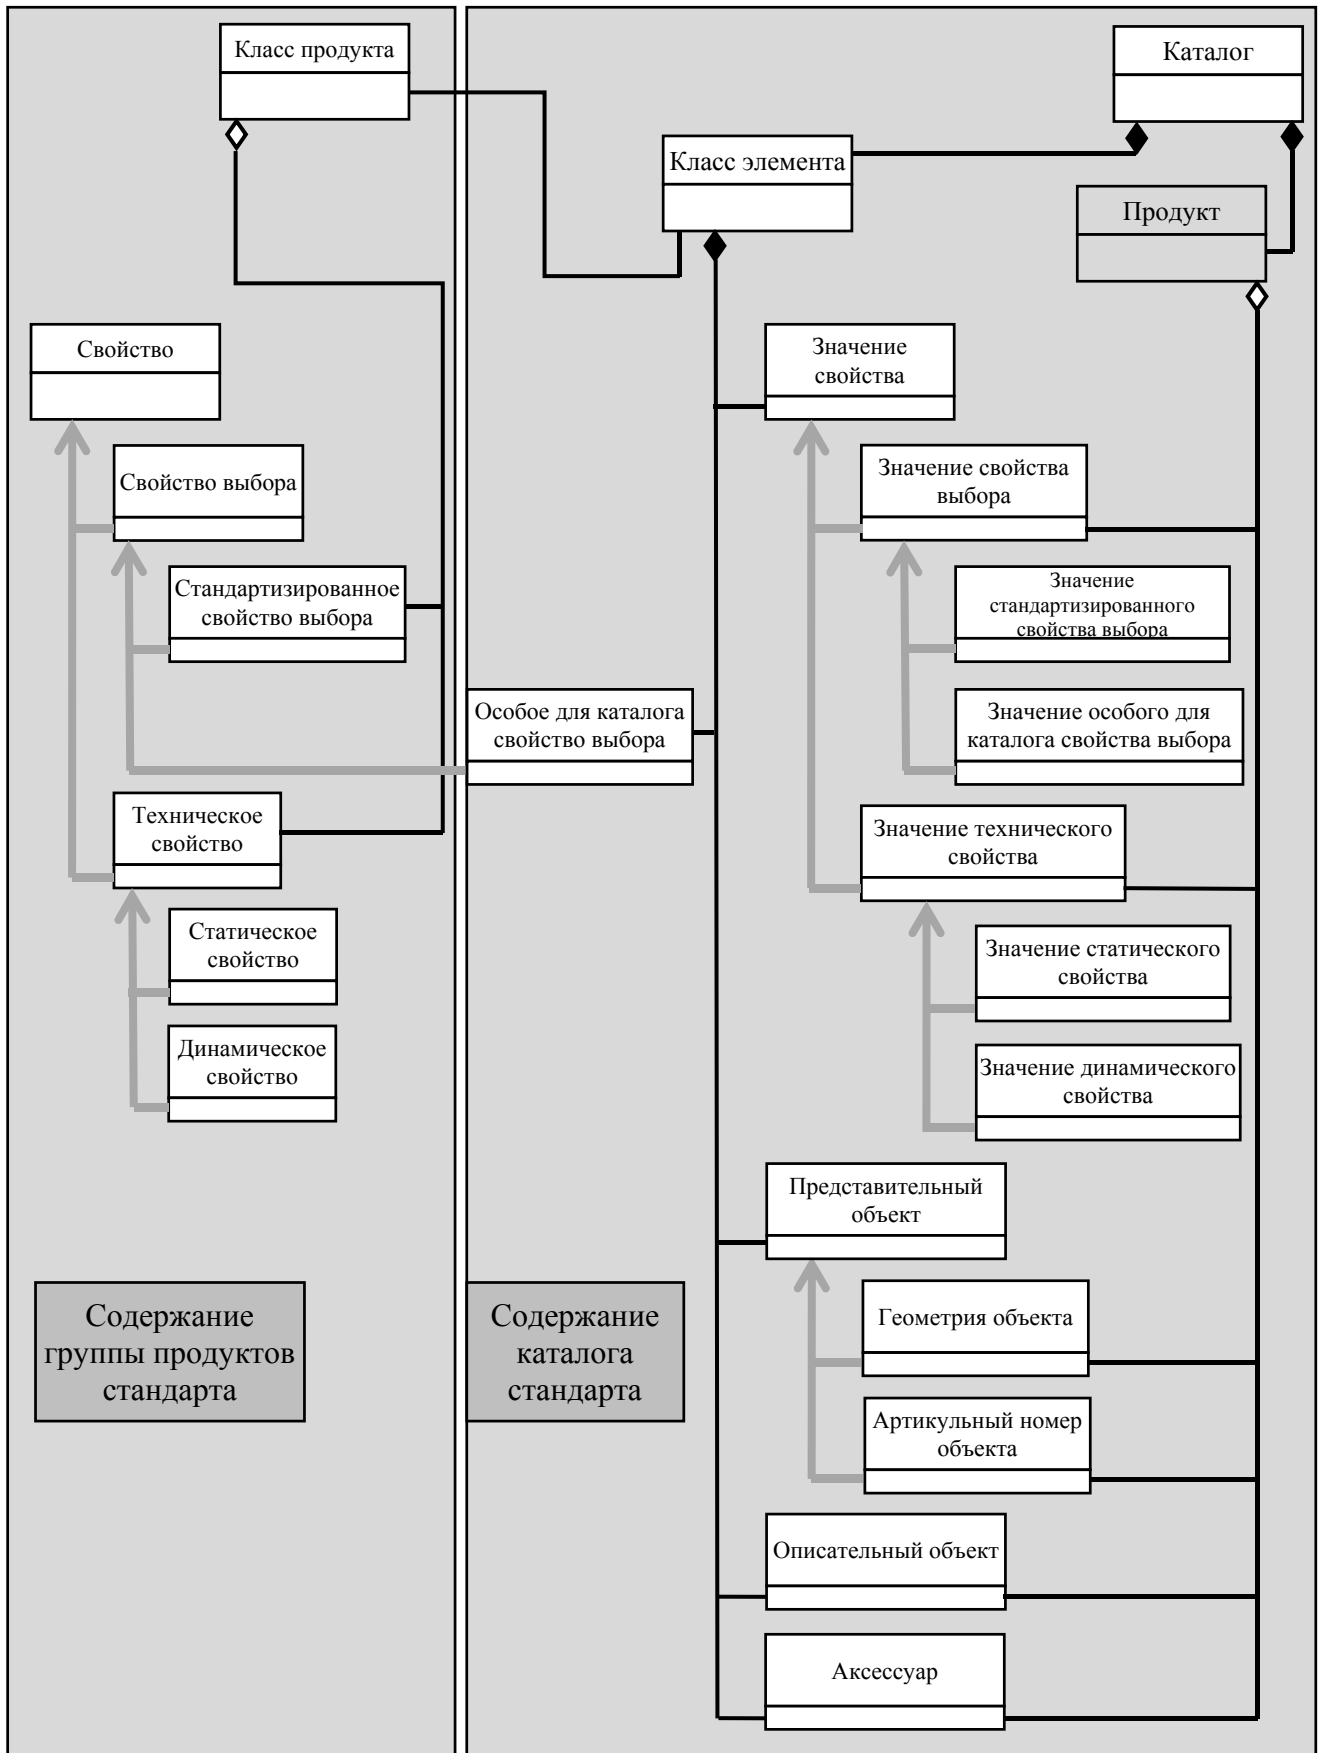 Класс продукта
Каталог
Класс элемента
Продукт
Свойство
Значение
свойства
Свойство выбора
Значение свойства
выбора
Стандартизированное
свойство выбора
Значение
стандартизированного
свойства выбора
Особое для каталога
свойство выбора
Значение особого для
каталога свойства выбора
Техническое
свойство
Значение технического
свойства
Статическое
свойство
Значение статического
свойства
Динамическое
свойство
Значение динамического
свойства
Представительный
объект
Содержание
группы продуктов
стандарта
Содержание
каталога
стандарта
Геометрия объекта
Артикульный номер
объекта
Описательный объект
Аксессуар